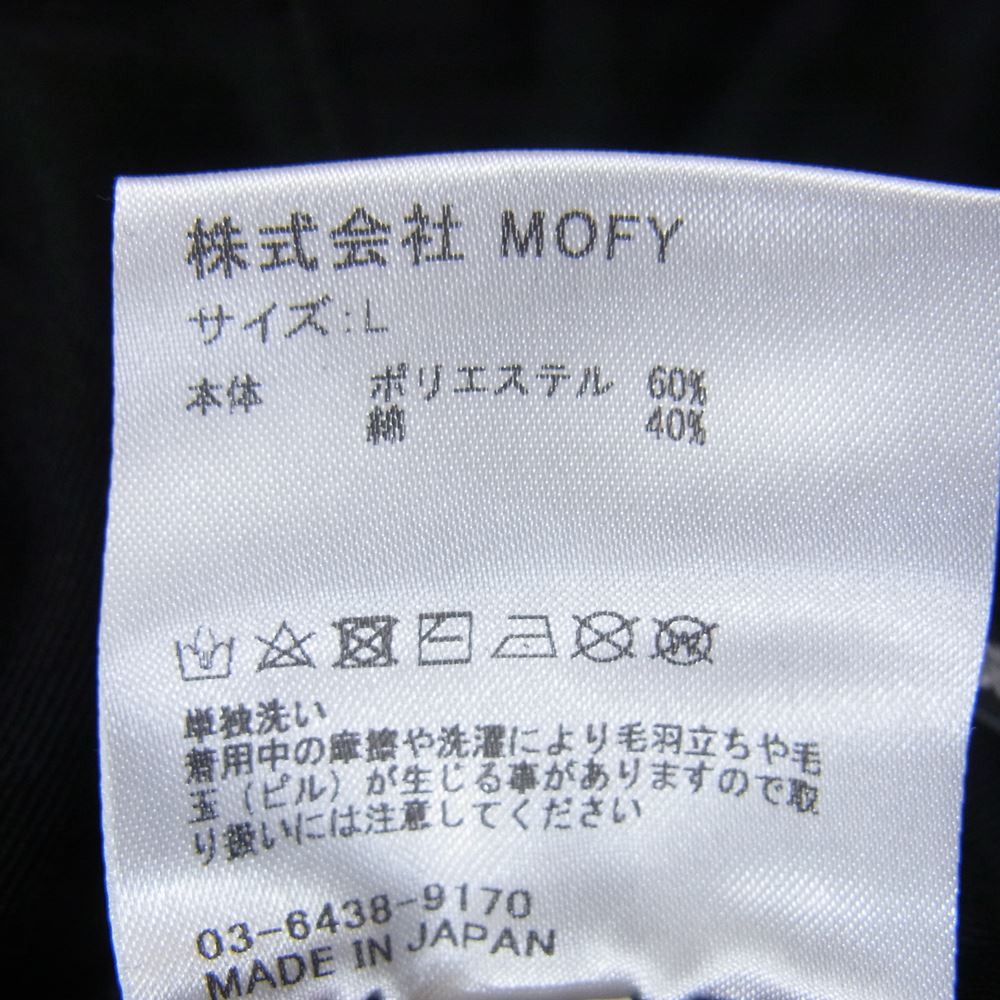 株式会社 MOFY
サイズ:L
本体 ポリエステル 60%
綿 40%
単独洗い
着用中の摩擦や洗濯により毛羽立ちや毛
玉(ピル)が生じる事がありますので取
り扱いには注意してください
03-6438-9170
MADE IN JAPAN